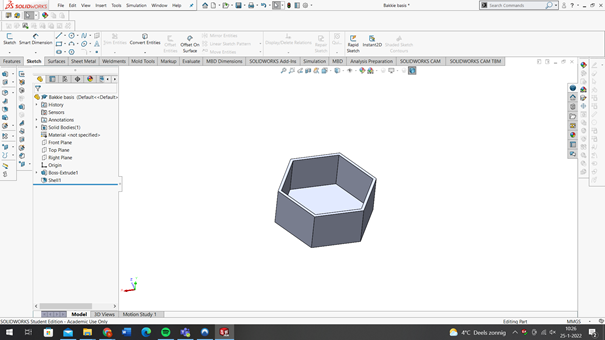 SOLIDWORKS
File Edit View Insert Tools Simulation Window Help
Bakkie basis *
Search Commands
Sketch Smart Dimension Trim Entities Convert Entities Offset Entities Offset On Surface Mirror Entities Linear Sketch Pattern Move Entities Display/Delete Relations Repair Sketch Rapid Sketch Instant2D Shaded Sketch Contours
Features Sketch Surfaces Sheet Metal Weldments Mold Tools Markup Evaluate MBD Dimensions SOLIDWORKS Add-Ins Simulation MBD Analysis Preparation SOLIDWORKS CAM SOLIDWORKS CAM TBM
Bakkie basis (Default<<Default>
History
Sensors
Annotations
Solid Bodies(1)
Material <not specified>
Front Plane
Top Plane
Right Plane
Origin
Boss-Extrude1
Shell1
Model 3D Views Motion Study 1
SOLIDWORKS Student Edition - Academic Use Only
Editing Part MMGS
4°C Deels zonnig
10:26
25-1-2022